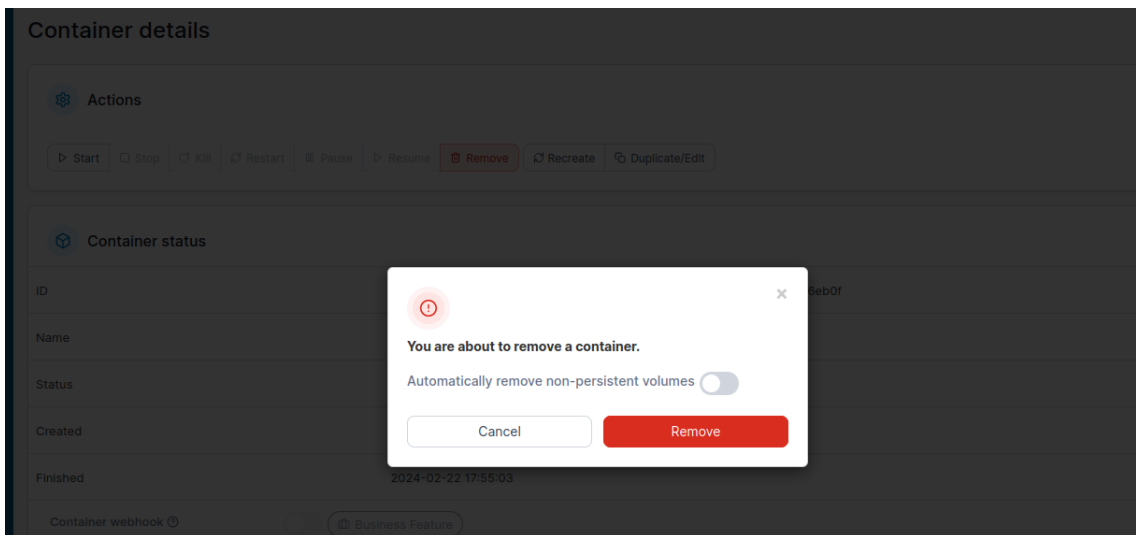 Container details
Actions
Start Stop Kill Restart Pause Resume Remove Recreate Duplicate/Edit
Container status
ID 6eb0f
You are about to remove a container.
Name
Automatically remove non-persistent volumes
Status
Created
Cancel Remove
Finished 2024-02-22 17:55:03
Container webhook Business Feature